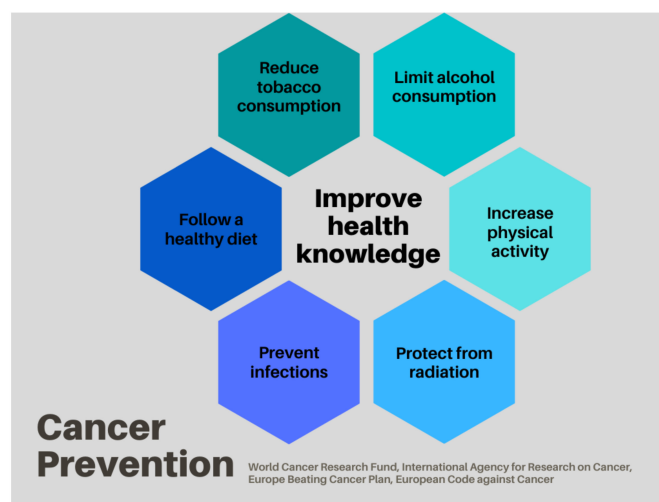 Reduce
tobacco
consumption
Limit alcohol
consumption
Follow a
healthy diet
Improve
health
knowledge
Increase
physical
activity
Prevent
infections
Protect from
radiation
Cancer
Prevention
World Cancer Research Fund, International Agency for Research on Cancer,
Europe Beating Cancer Plan, European Code against Cancer